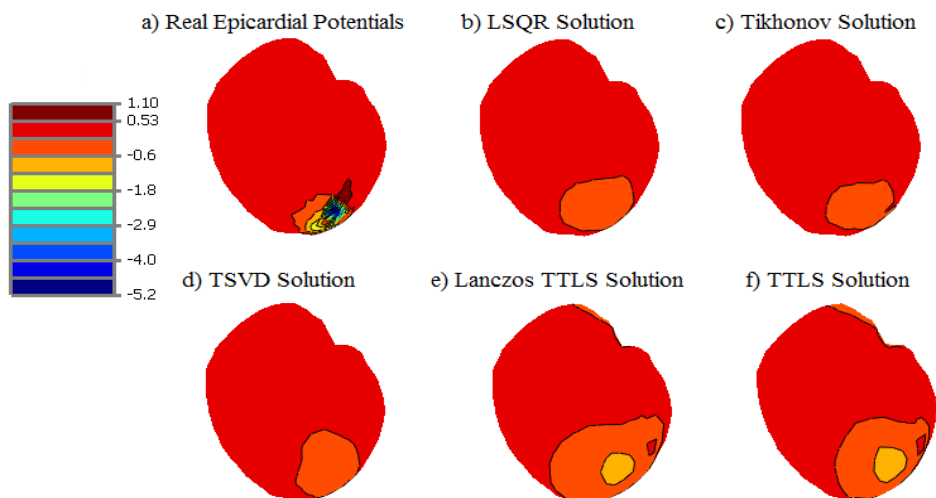 a) Real Epicardial Potentials
b) LSQR Solution
c) Tikhonov Solution
1.10
0.53
-0.6
-1.8
-2.9
-4.0
-5.2
d) TSVD Solution
e) Lanczos TTLS Solution
f) TTLS Solution